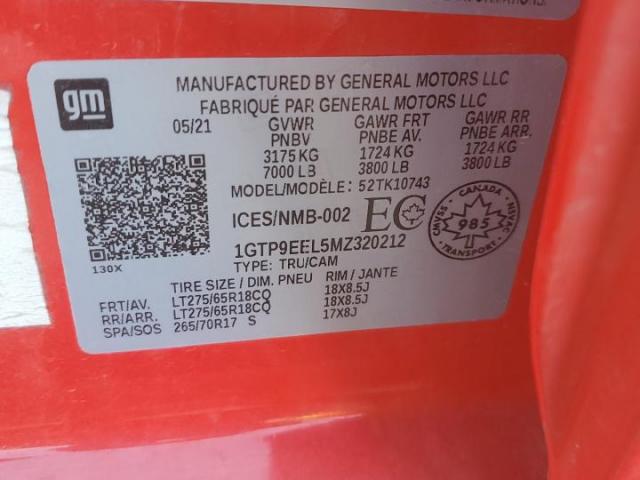 gm
MANUFACTURED BY GENERAL MOTORS LLC
FABRIQUÉ PAR GENERAL MOTORS LLC
05/21 GVWR GAWR FRT GAWR RR
PNBV PNBE AV. PNBE ARR.
3175 KG 1724 KG 1724 KG
7000 LB 3800 LB 3800 LB
MODEL/MODÈLE: 52TK10743
ICES/NMB-002 EC
CANADA
CMVSS 985 NSVAC
TRANSPORT
1GTP9EEL5MZ320212
TYPE: TRU/CAM
130X
TIRE SIZE / DIM. PNEU RIM / JANTE
FRT/AV. LT275/65R18CQ 18X8.5J
RR/ARR. LT275/65R18CQ 18X8.5J
SPA/SOS 265/70R17 S 17X8J